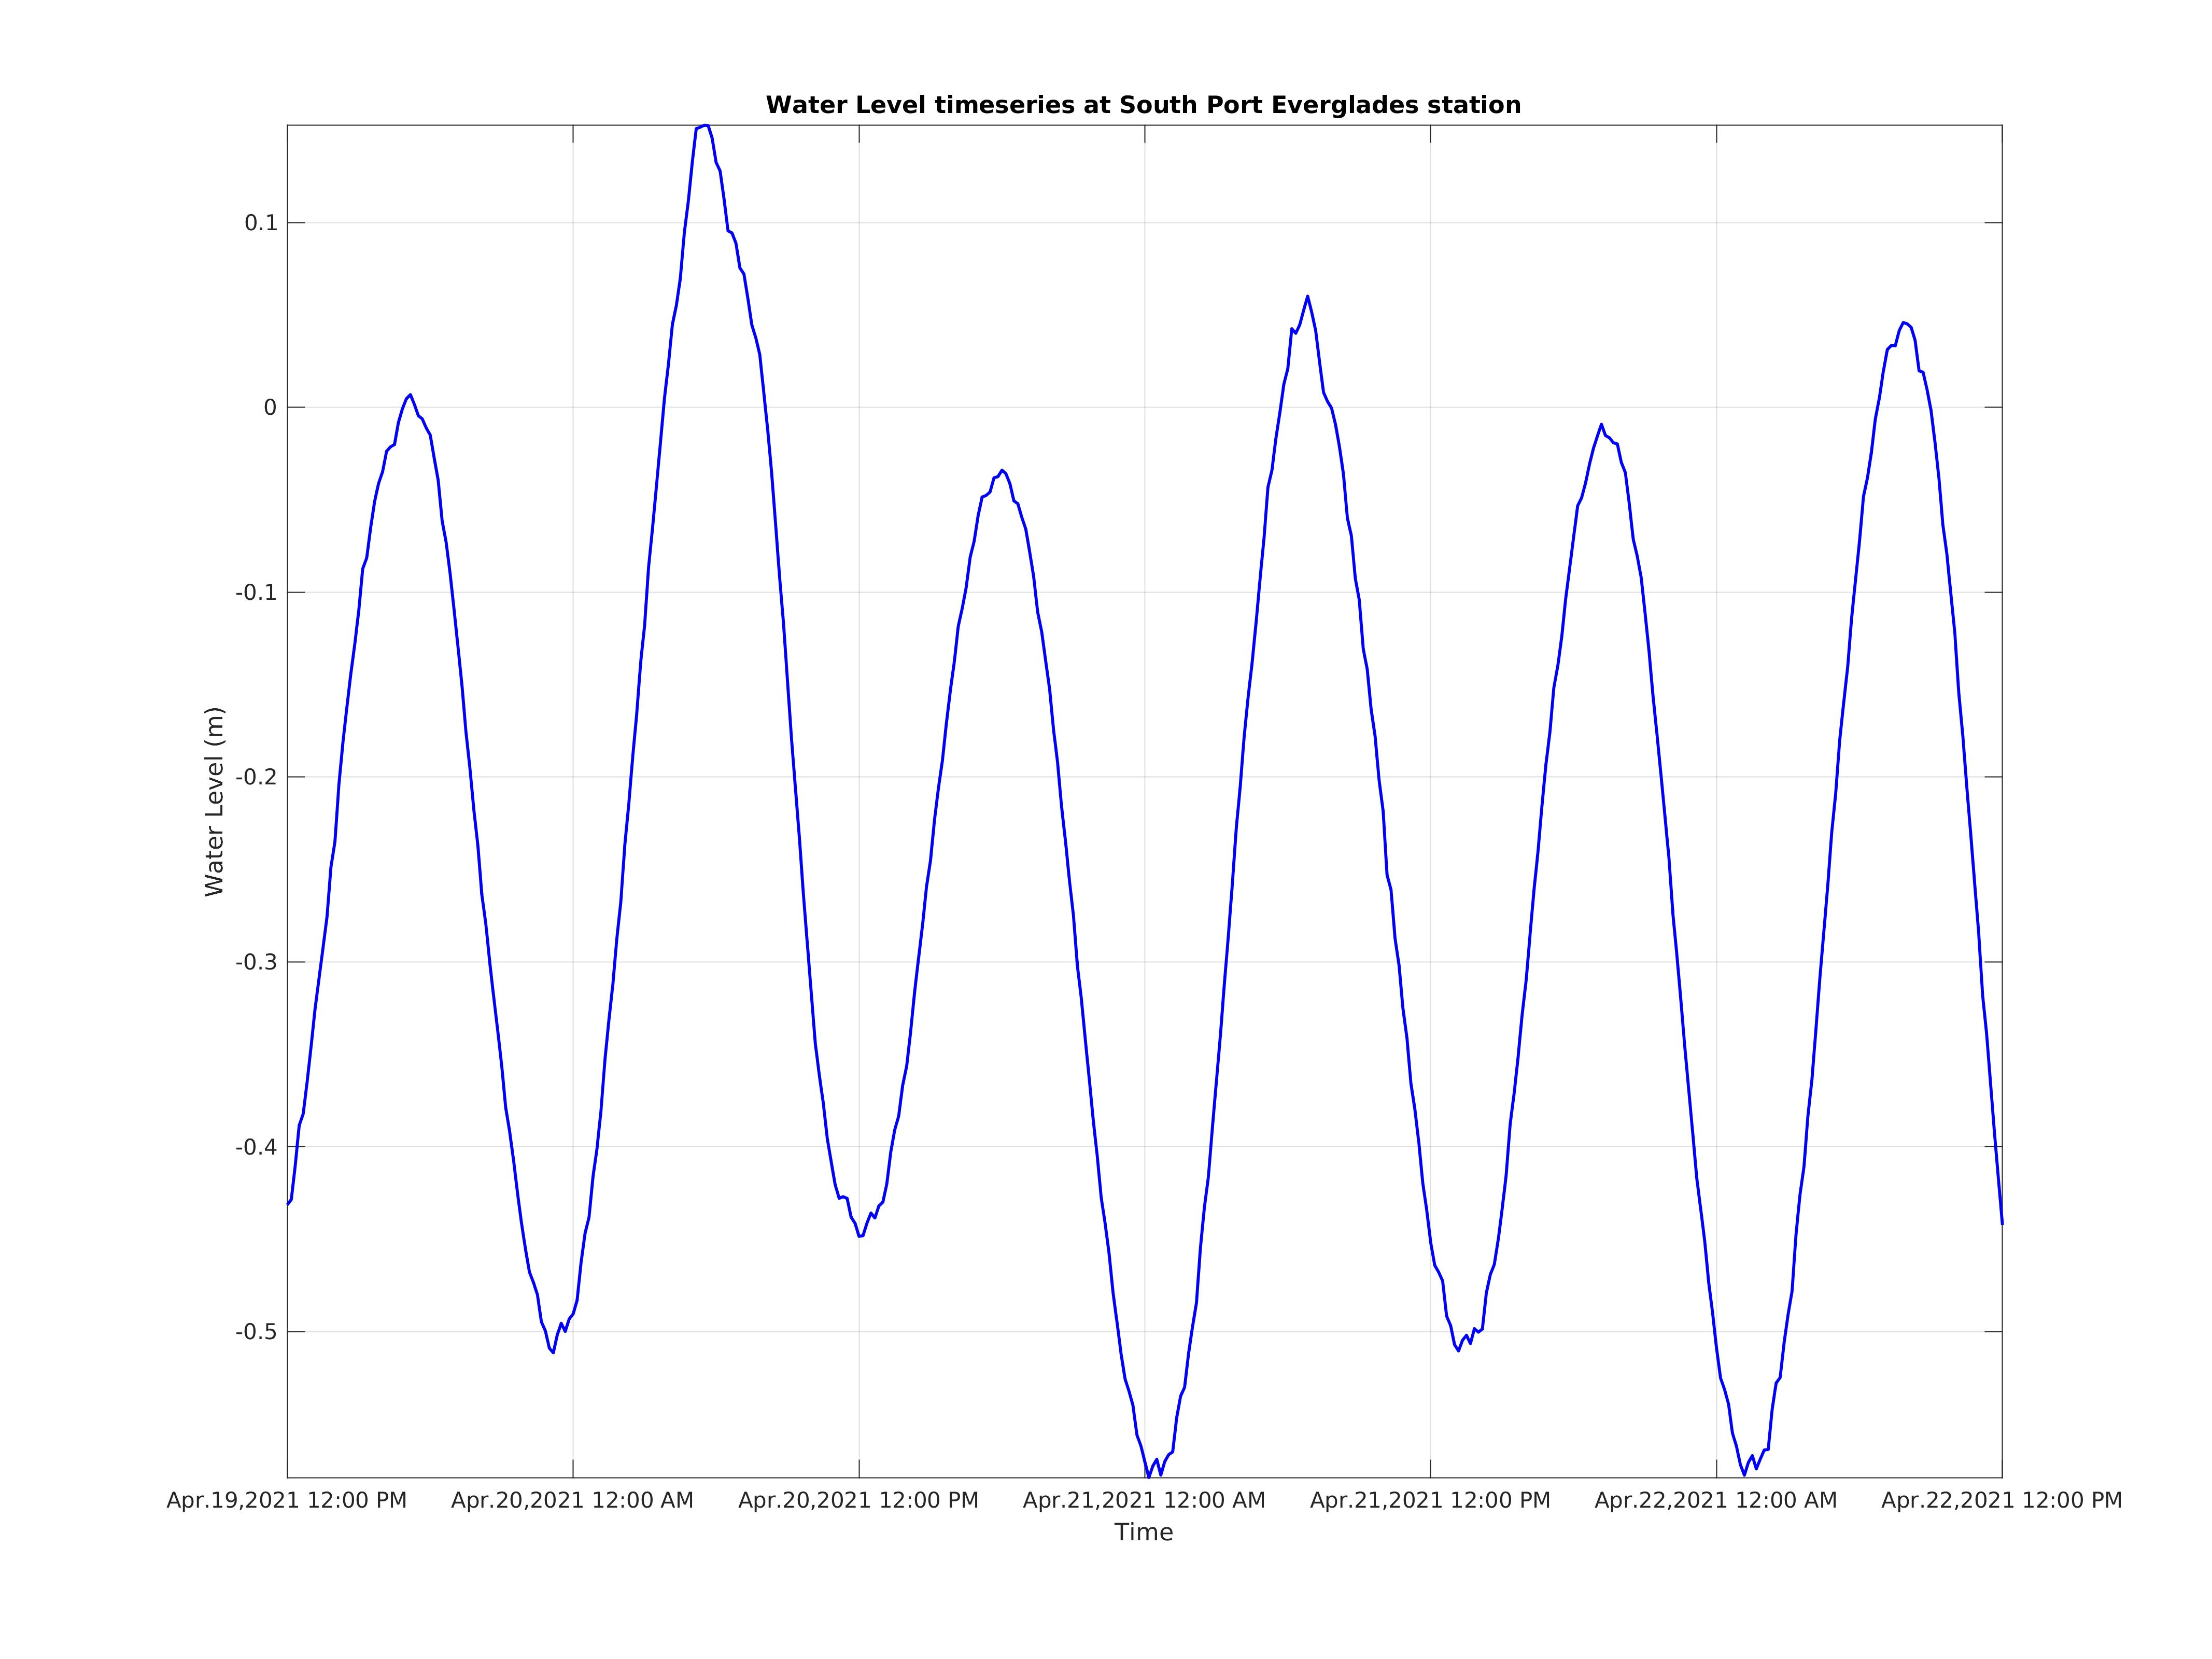 Water Level timeseries at South Port Everglades station
0.1
0
-0.1
-0.2
-0.3
-0.4
-0.5
Water Level (m)
Apr.19,2021 12:00 PM
Apr.20,2021 12:00 AM
Apr.20,2021 12:00 PM
Apr.21,2021 12:00 AM
Apr.21,2021 12:00 PM
Apr.22,2021 12:00 AM
Apr.22,2021 12:00 PM
Time